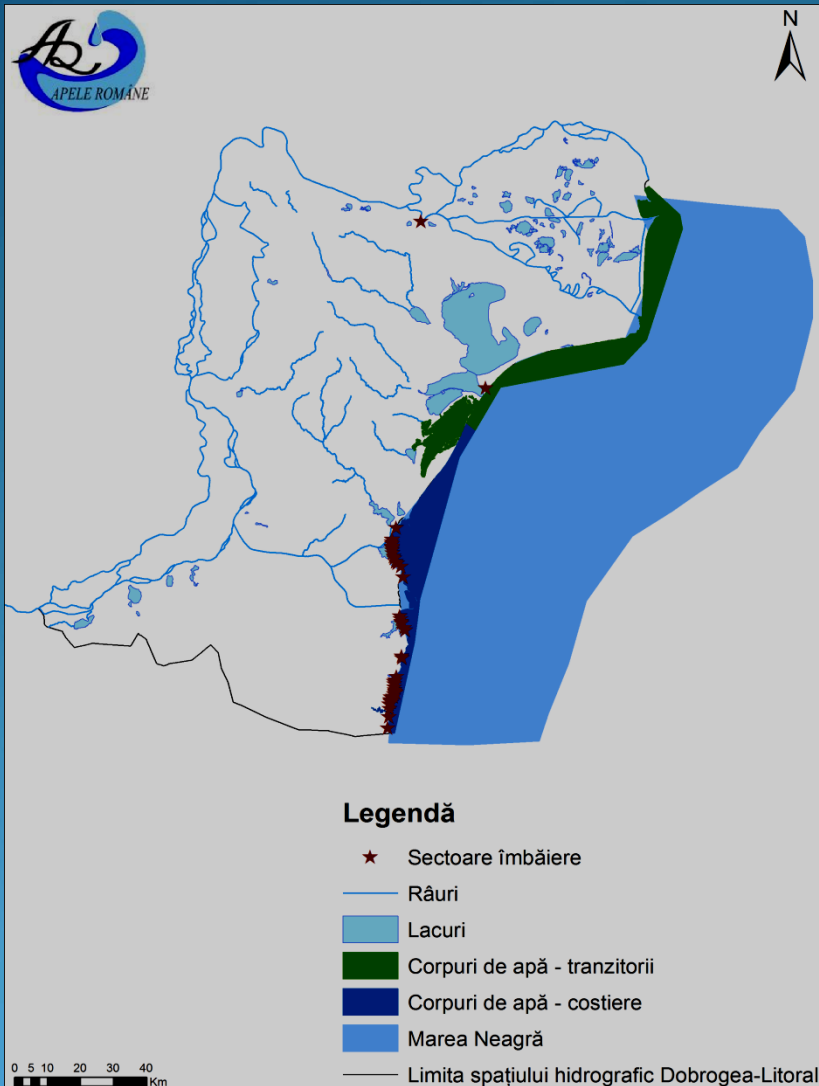 APELE ROMÂNE
N
Legendă
Sectoare îmbăiere
Râuri
Lacuri
Corpuri de apă - tranzitorii
Corpuri de apă - costiere
Marea Neagră
Limita spațiului hidrografic Dobrogea-Litoral
0 5 10 20 30 40
Km